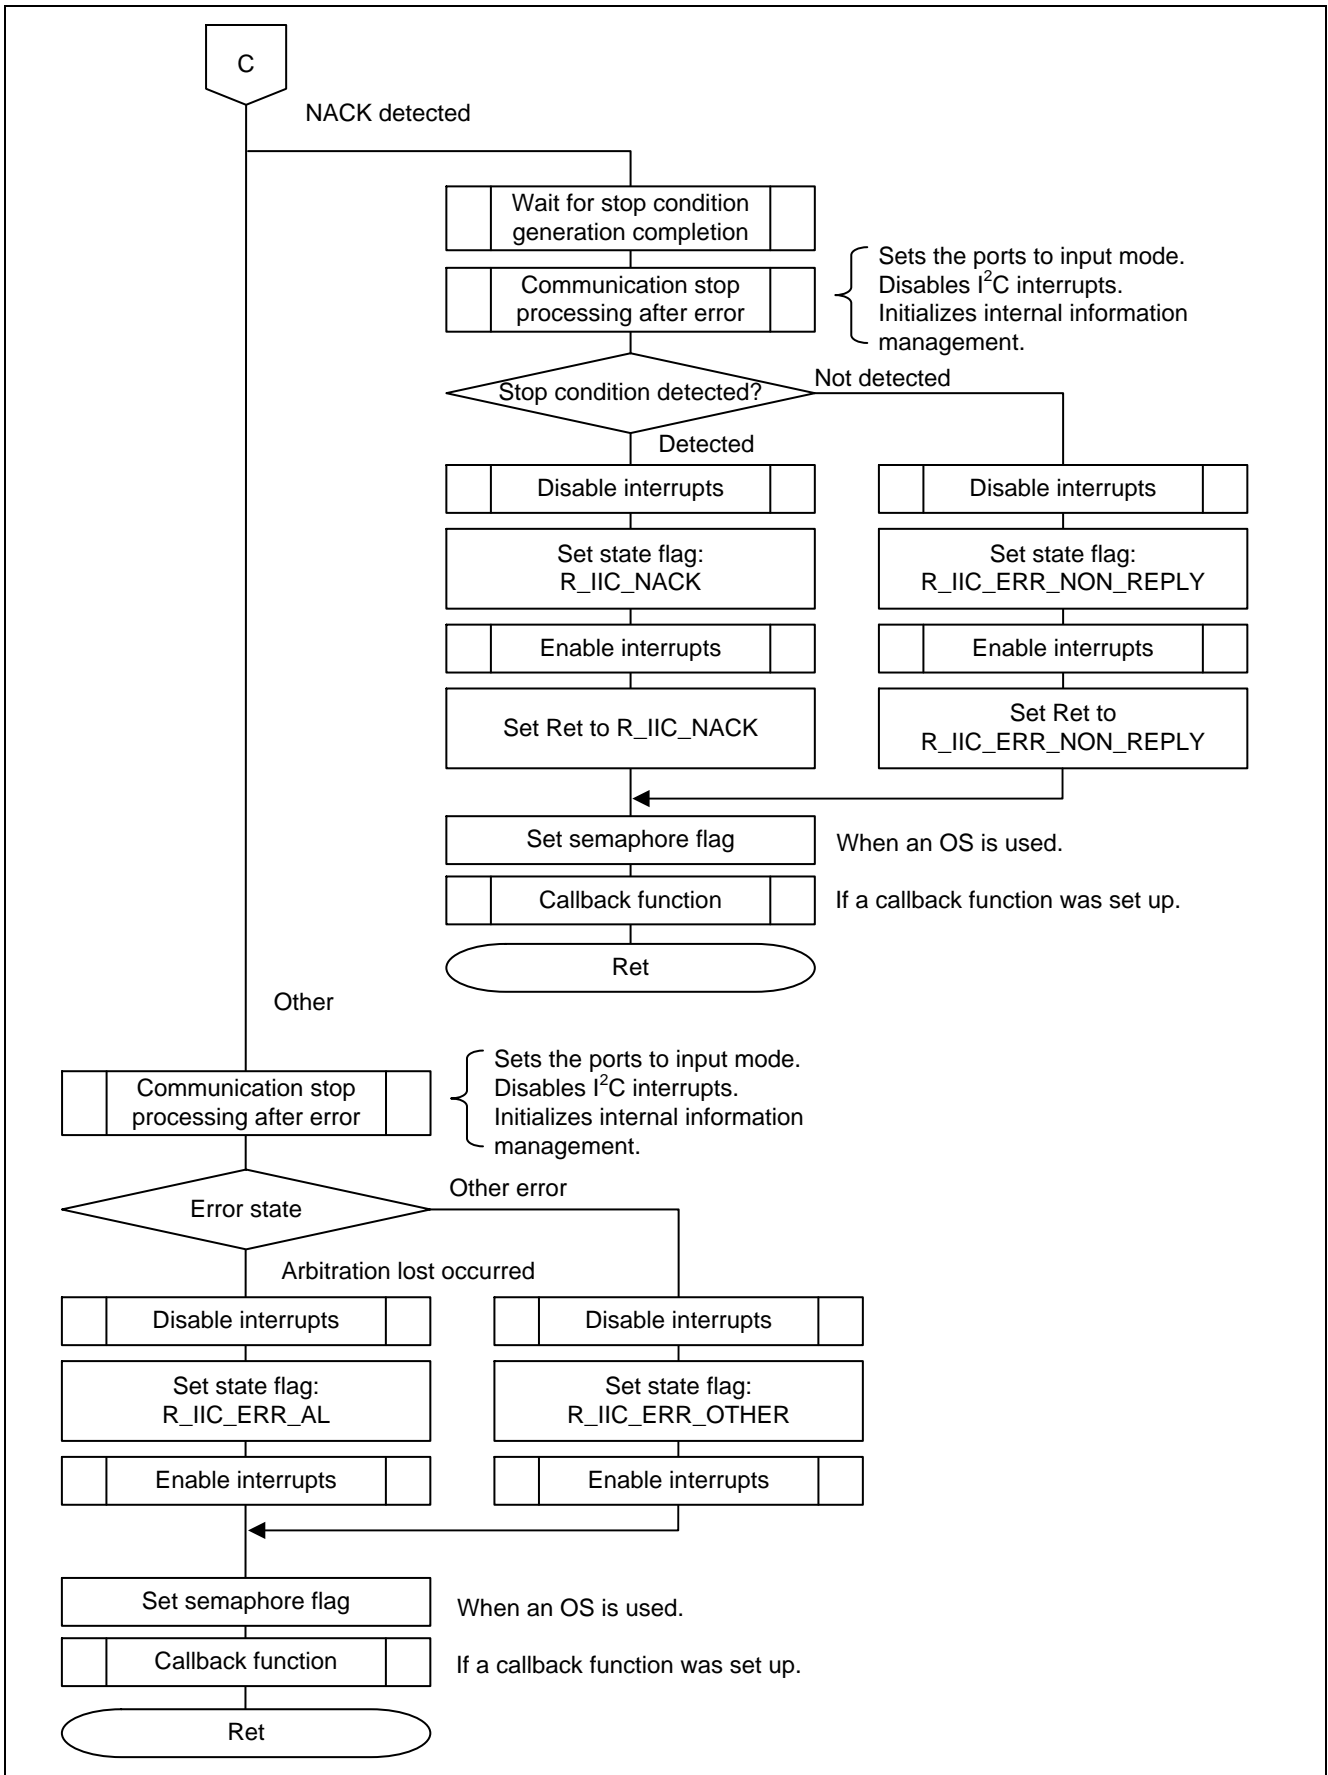 C
NACK detected
Wait for stop condition
generation completion
Communication stop
processing after error
Sets the ports to input mode.
Disables I²C interrupts.
Initializes internal information
management.
Stop condition detected?
Not detected
Detected
Disable interrupts
Disable interrupts
Set state flag:
R_IIC_NACK
Set state flag:
R_IIC_ERR_NON_REPLY
Enable interrupts
Enable interrupts
Set Ret to R_IIC_NACK
Set Ret to
R_IIC_ERR_NON_REPLY
Set semaphore flag
When an OS is used.
Callback function
If a callback function was set up.
Ret
Other
Communication stop
processing after error
Sets the ports to input mode.
Disables I²C interrupts.
Initializes internal information
management.
Error state
Other error
Arbitration lost occurred
Disable interrupts
Disable interrupts
Set state flag:
R_IIC_ERR_AL
Set state flag:
R_IIC_ERR_OTHER
Enable interrupts
Enable interrupts
Set semaphore flag
When an OS is used.
Callback function
If a callback function was set up.
Ret